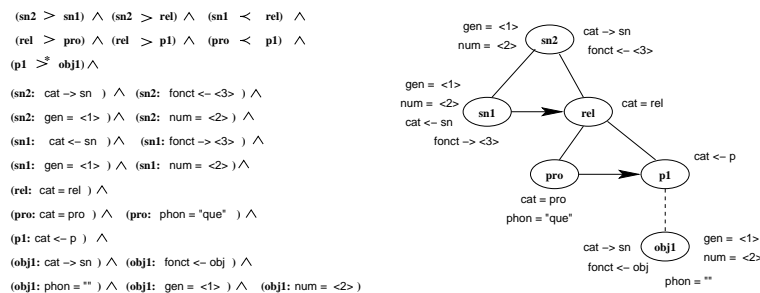 (sn2 > sn1) ∧ (sn2 > rel) ∧ (sn1 ≺ rel) ∧
(rel > pro) ∧ (rel > p1) ∧ (pro ≺ p1) ∧
(p1 >* obj1) ∧
(sn2: cat −> sn ) ∧ (sn2: fonct <− <3> ) ∧
(sn2: gen = <1> ) ∧ (sn2: num = <2> ) ∧
(sn1: cat <− sn ) ∧ (sn1: fonct −> <3> ) ∧
(sn1: gen = <1> ) ∧ (sn1: num = <2> ) ∧
(rel: cat = rel ) ∧
(pro: cat = pro ) ∧ (pro: phon = "que" ) ∧
(p1: cat <− p ) ∧
(obj1: cat −> sn ) ∧ (obj1: fonct <− obj ) ∧
(obj1: phon = "" ) ∧ (obj1: gen = <1> ) ∧ (obj1: num = <2> )
gen = <1>
num = <2>
sn2
cat −> sn
fonct <− <3>
gen = <1>
num = <2>
cat <− sn
fonct −> <3>
sn1
rel
cat = rel
pro
cat = pro
phon = "que"
p1
cat <− p
cat −> sn
fonct <− obj
obj1
gen = <1>
num = <2>
phon = ""